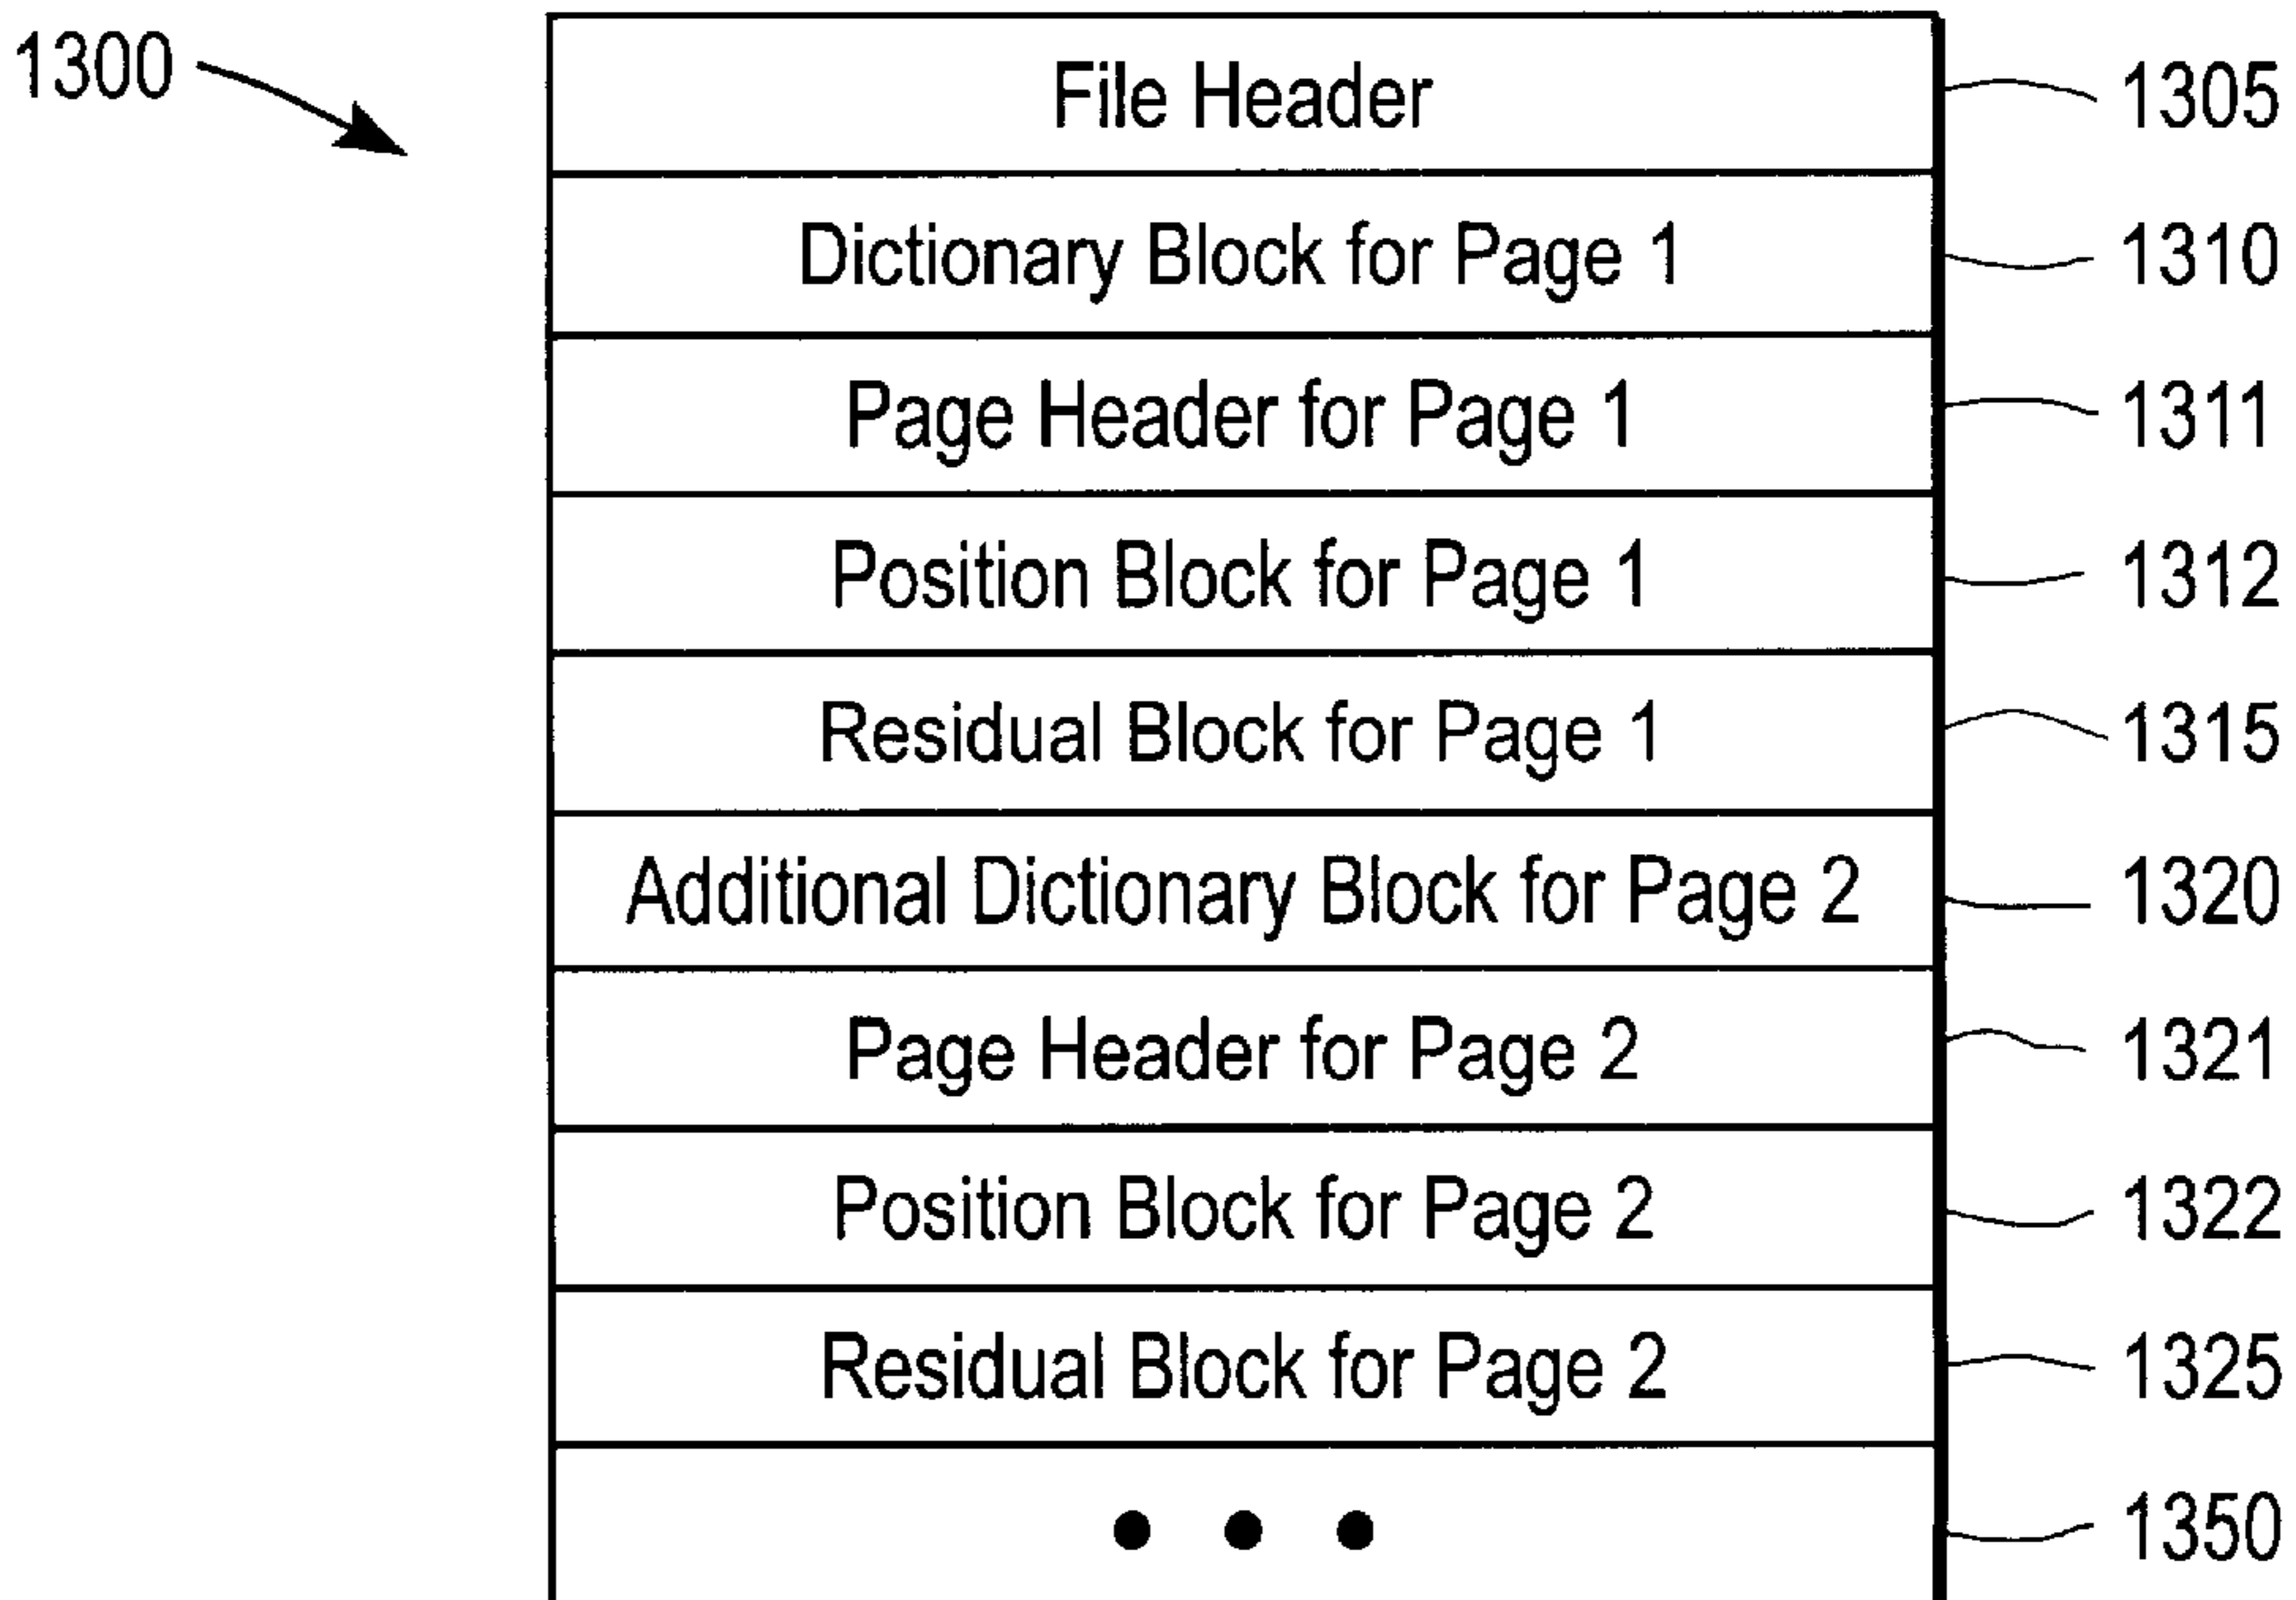 1300
File Header 1305
Dictionary Block for Page 1 1310
Page Header for Page 1 1311
Position Block for Page 1 1312
Residual Block for Page 1 1315
Additional Dictionary Block for Page 2 1320
Page Header for Page 2 1321
Position Block for Page 2 1322
Residual Block for Page 2 1325
• • • 1350